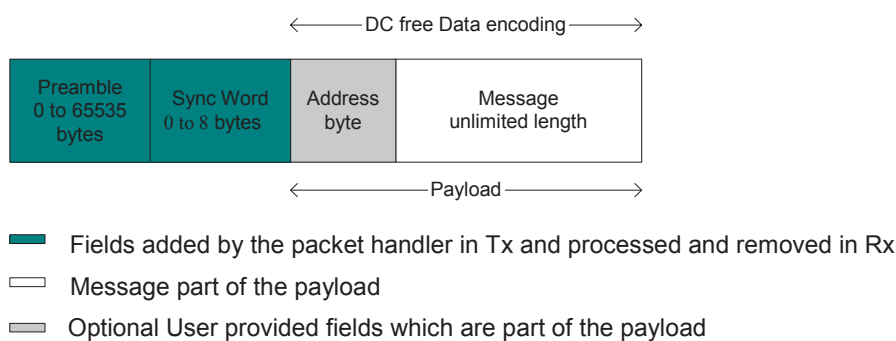 DC free Data encoding
Preamble
0 to 65535
bytes
Sync Word
0 to 8 bytes
Address
byte
Message
unlimited length
Payload
Fields added by the packet handler in Tx and processed and removed in Rx
Message part of the payload
Optional User provided fields which are part of the payload